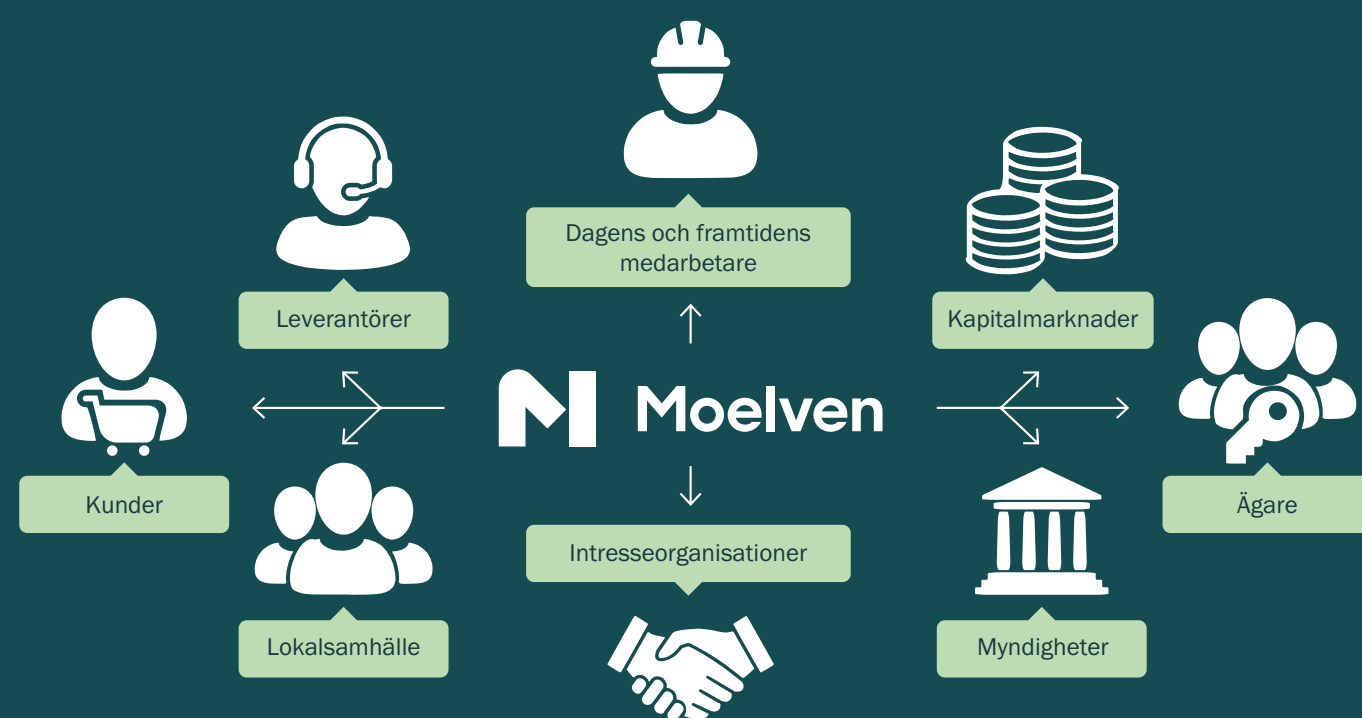 Dagens och framtidens
medarbetare
Leverantörer
Kapitalmarknader
Moelven
Kunder
Ägare
Intresseorganisationer
Lokalsamhälle
Myndigheter